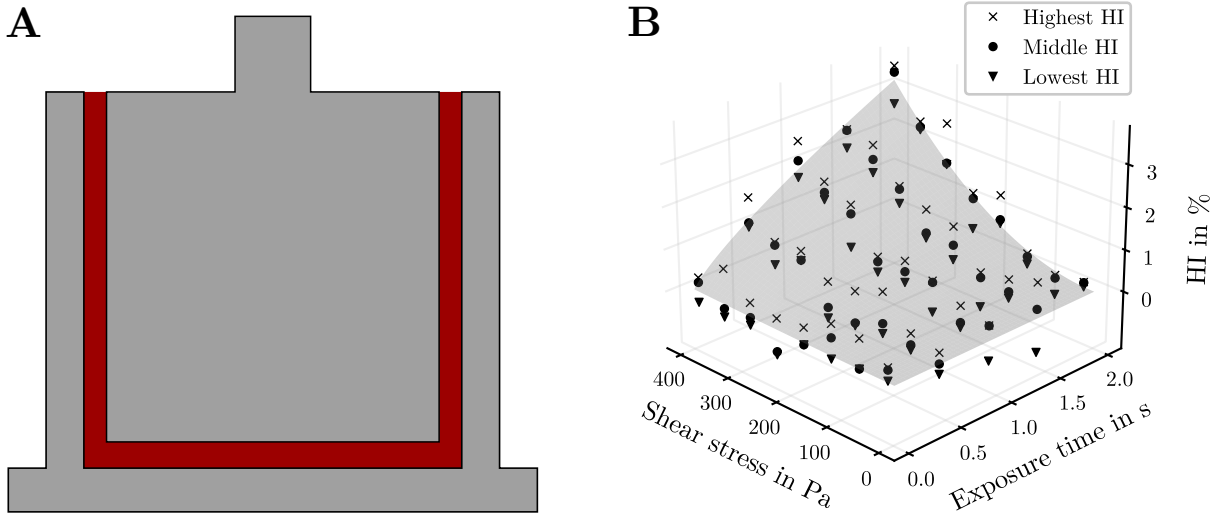 A
B
Highest HI
Middle HI
Lowest HI
3
2
1
0
HI in %
400
300
200
100
0
Shear stress in Pa
0.0
0.5
1.0
1.5
2.0
Exposure time in s